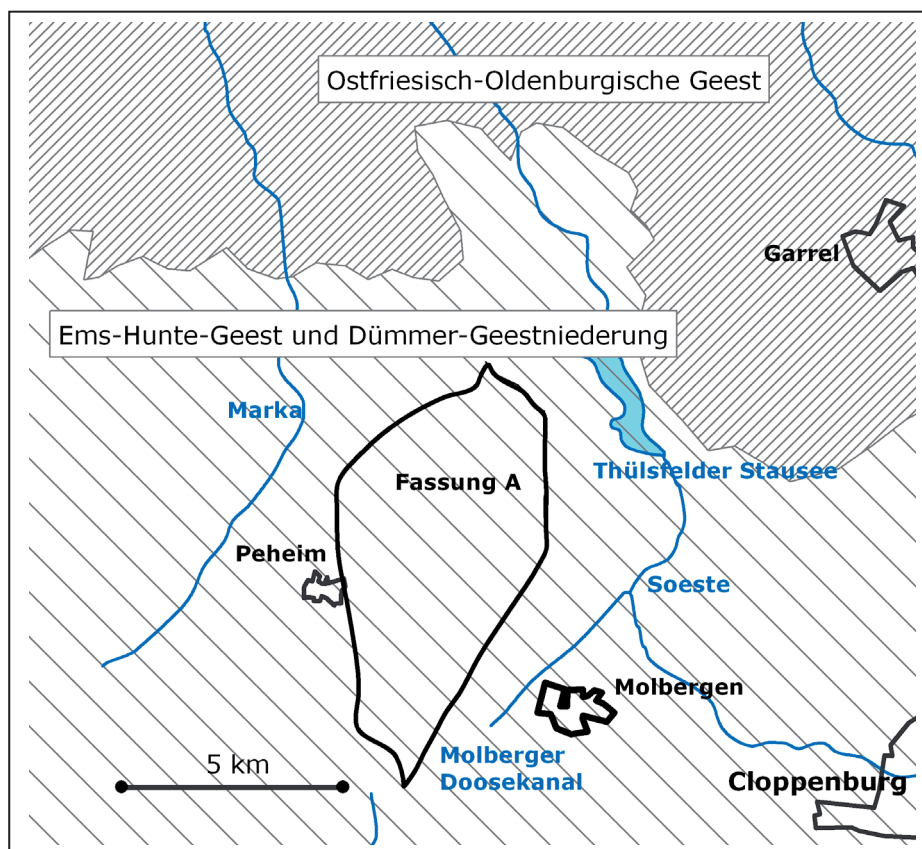 Ostfriesisch-Oldenburgische Geest
Garrel
Ems-Hunte-Geest und Dümmer-Geestniederung
Marka
Fassung A
Thülsfelder Stausee
Peheim
Soeste
Molbergen
5 km
Molberger
Doosekanal
Cloppenburg